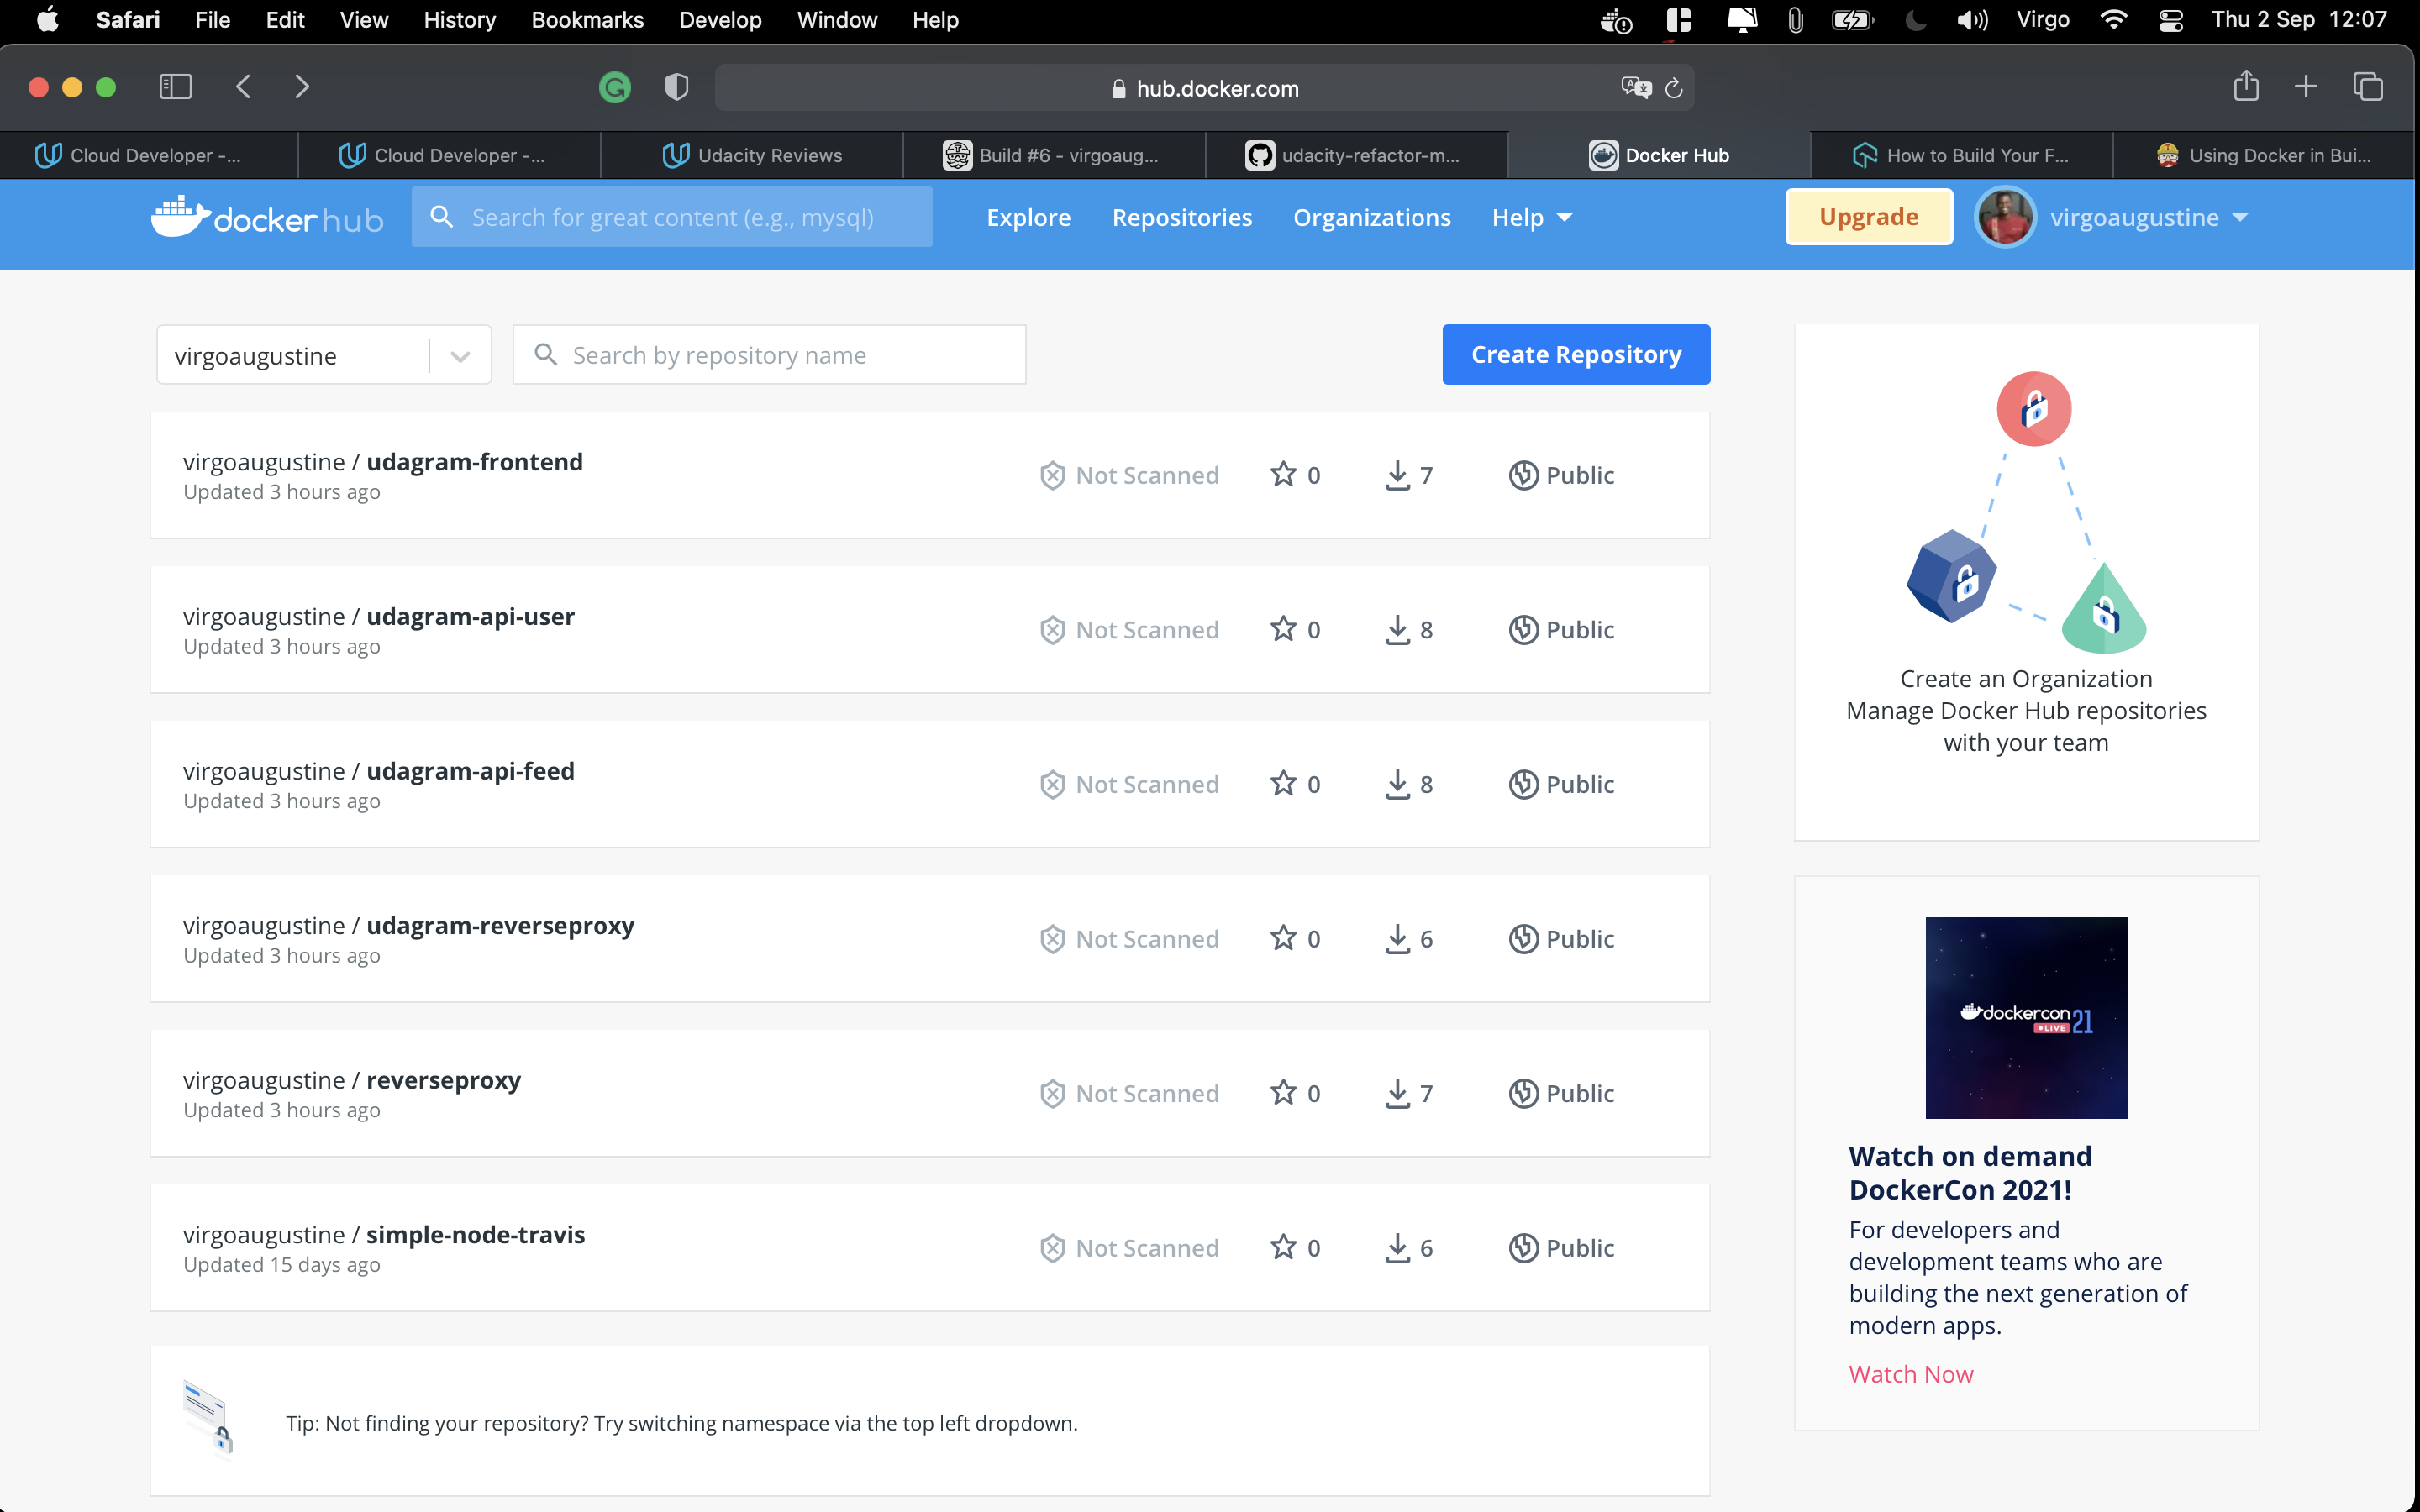 Safari File Edit View History Bookmarks Develop Window Help Virgo Thu 2 Sep 12:07
hub.docker.com
Cloud Developer -...
Cloud Developer -...
Udacity Reviews
Build #6 - virgoaug...
udacity-refactor-m...
Docker Hub
How to Build Your F...
Using Docker in Bui...
docker hub
Search for great content (e.g., mysql)
Explore
Repositories
Organizations
Help
Upgrade
virgoaugustine
virgoaugustine
Search by repository name
Create Repository
virgoaugustine / udagram-frontend
Updated 3 hours ago
Not Scanned
0
7
Public
virgoaugustine / udagram-api-user
Updated 3 hours ago
Not Scanned
0
8
Public
virgoaugustine / udagram-api-feed
Updated 3 hours ago
Not Scanned
0
8
Public
virgoaugustine / udagram-reverseproxy
Updated 3 hours ago
Not Scanned
0
6
Public
virgoaugustine / reverseproxy
Updated 3 hours ago
Not Scanned
0
7
Public
virgoaugustine / simple-node-travis
Updated 15 days ago
Not Scanned
0
6
Public
Tip: Not finding your repository? Try switching namespace via the top left dropdown.
Create an Organization
Manage Docker Hub repositories
with your team
dockercon
LIVE
21
Watch on demand
DockerCon 2021!
For developers and
development teams who are
building the next generation of
modern apps.
Watch Now